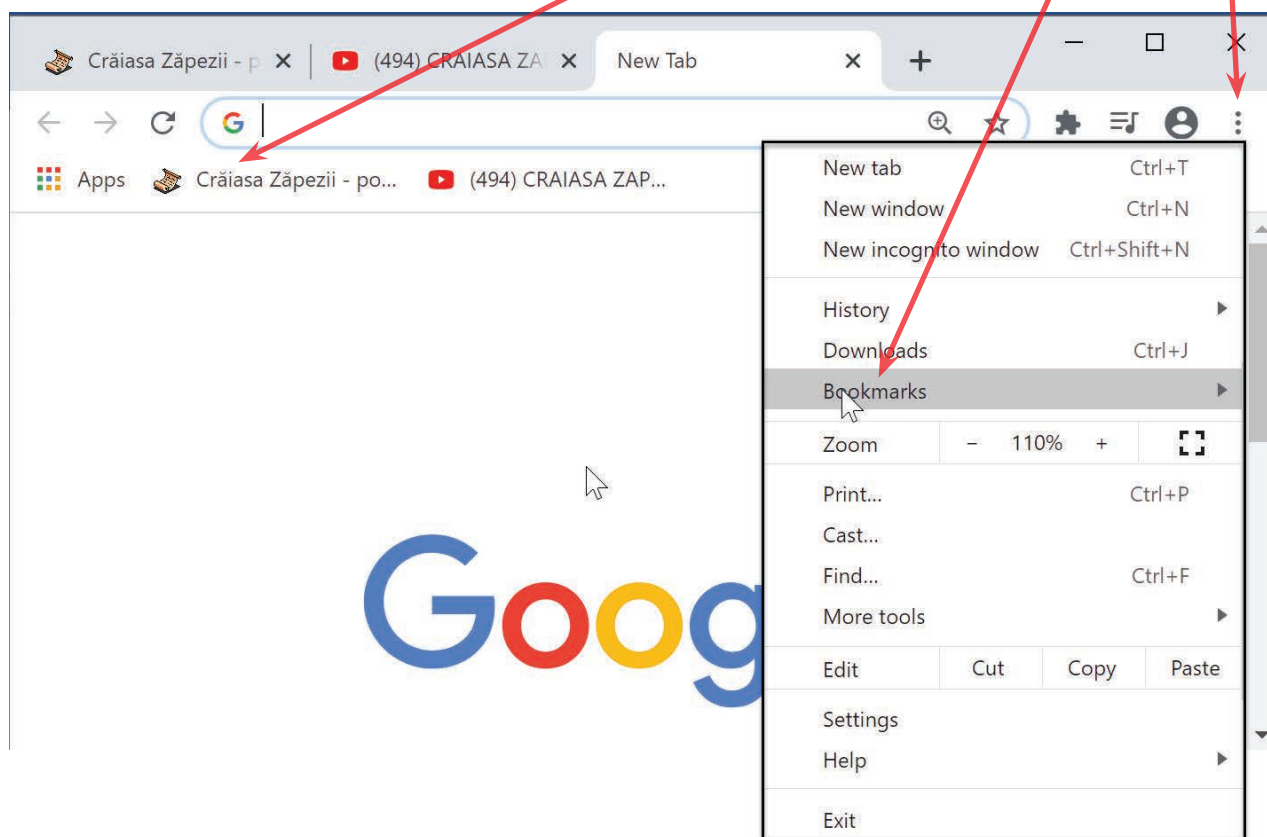 Crăiasa Zăpezii - p
(494) CRAIASA ZA
New Tab
Apps
Crăiasa Zăpezii - po...
(494) CRAIASA ZAP...
New tab Ctrl+T
New window Ctrl+N
New incognito window Ctrl+Shift+N
History
Downloads Ctrl+J
Bookmarks
Zoom - 110% +
Print... Ctrl+P
Cast...
Find... Ctrl+F
More tools
Edit Cut Copy Paste
Settings
Help
Exit
Goog